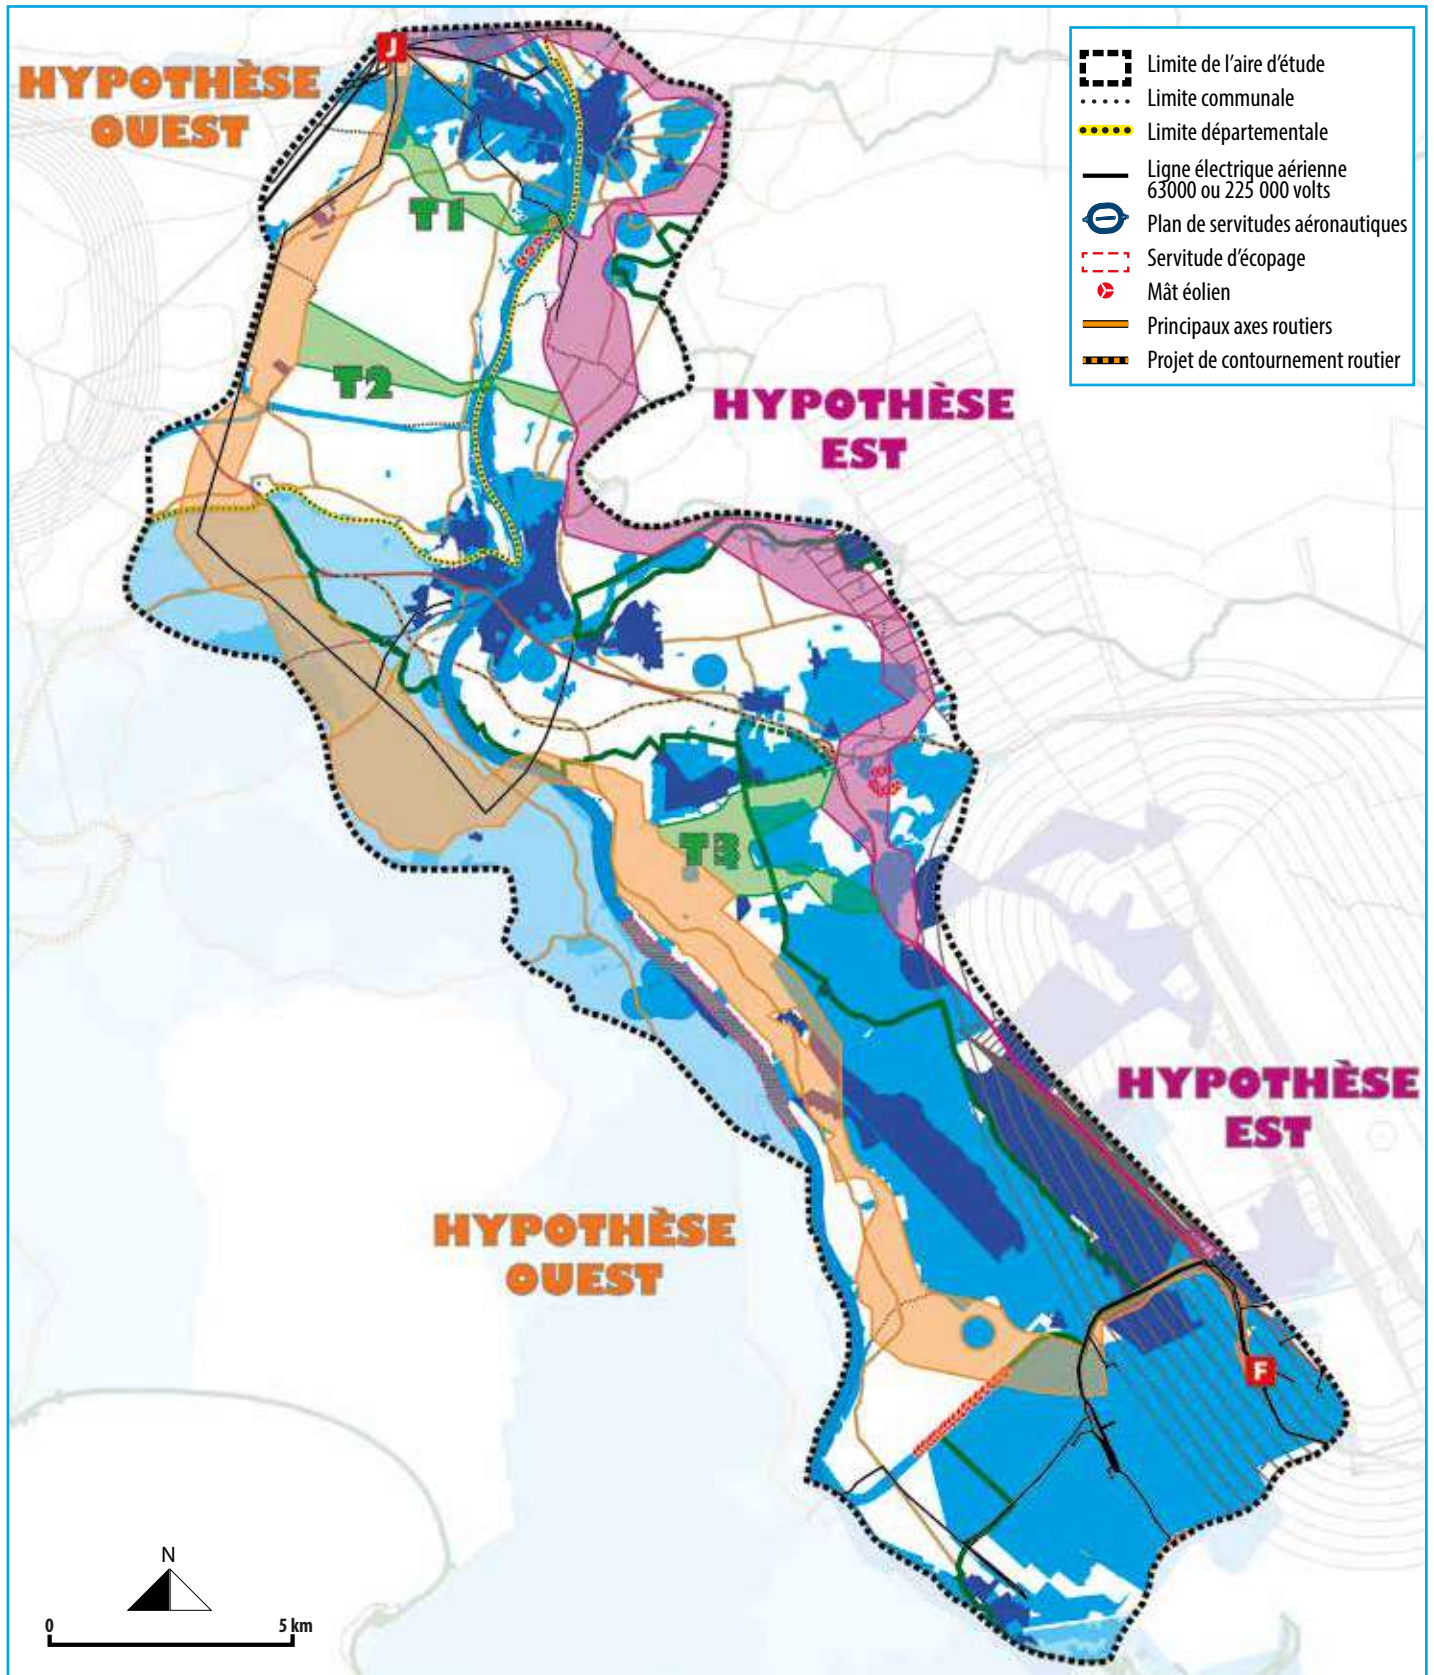 J
HYPOTHÈSE
OUEST
Limite de l'aire d'étude
Limite communale
Limite départementale
Ligne électrique aérienne
63000 ou 225 000 volts
Plan de servitudes aéronautiques
Servitude d'écopage
Mât éolien
Principaux axes routiers
Projet de contournement routier
T1
T2
HYPOTHÈSE
EST
T3
HYPOTHÈSE
EST
HYPOTHÈSE
OUEST
F
N
0 5 km